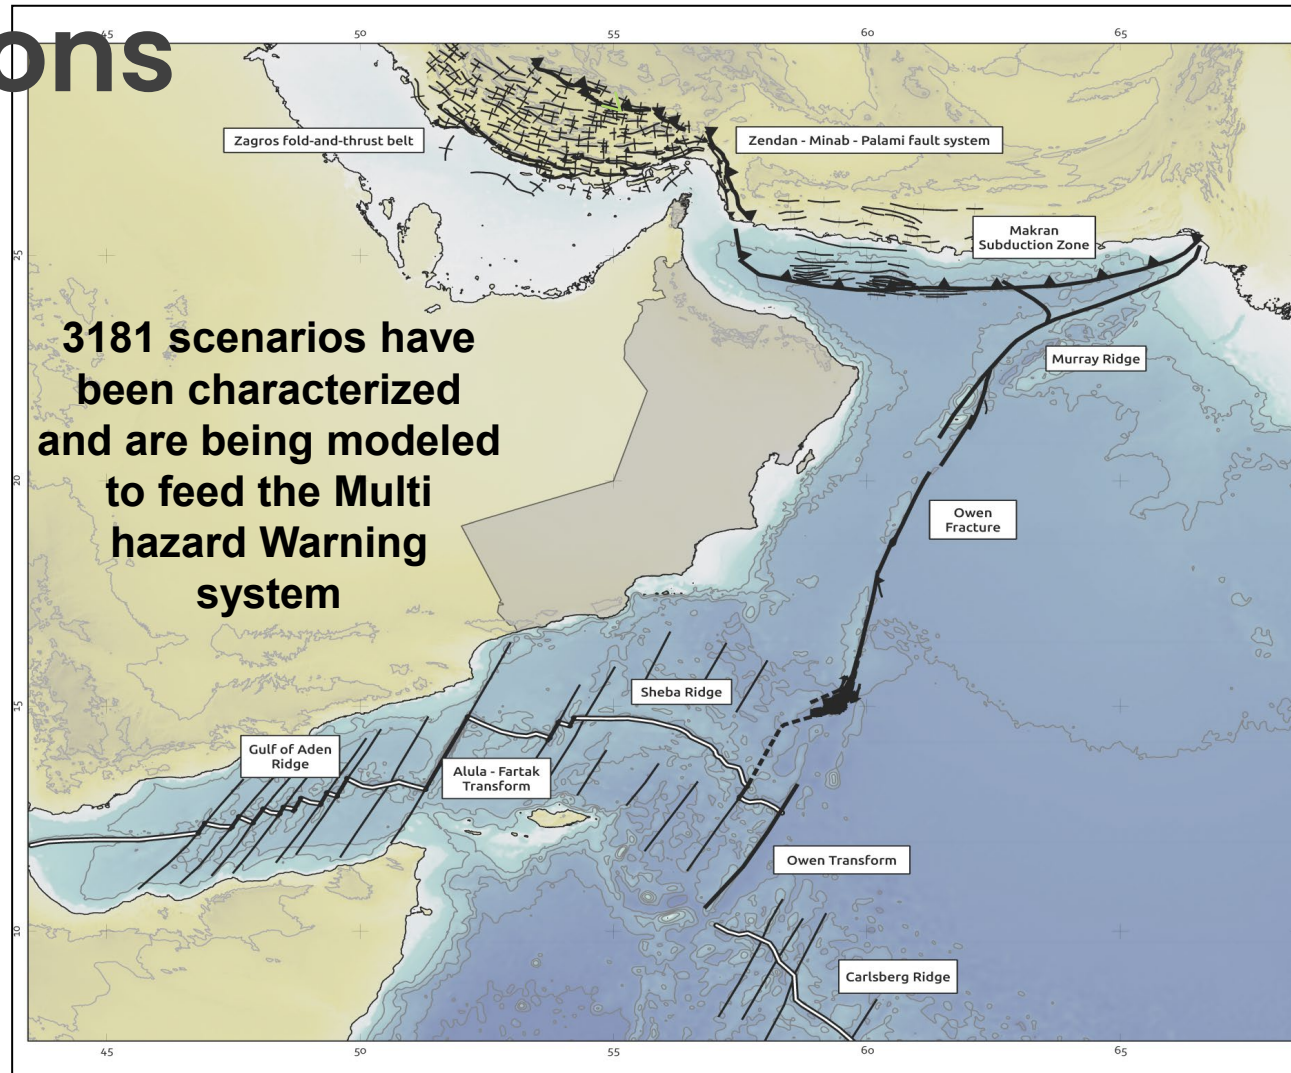 ons
45
50
55
60
65
Zagros fold-and-thrust belt
Zendan - Minab - Palami fault system
Makran
Subduction Zone
25
3181 scenarios have
been characterized
and are being modeled
to feed the Multi
hazard Warning
system
Murray Ridge
20
Owen
Fracture
Sheba Ridge
15
Gulf of Aden
Ridge
Alula - Fartak
Transform
Owen Transform
10
Carlsberg Ridge
45
50
55
60
65